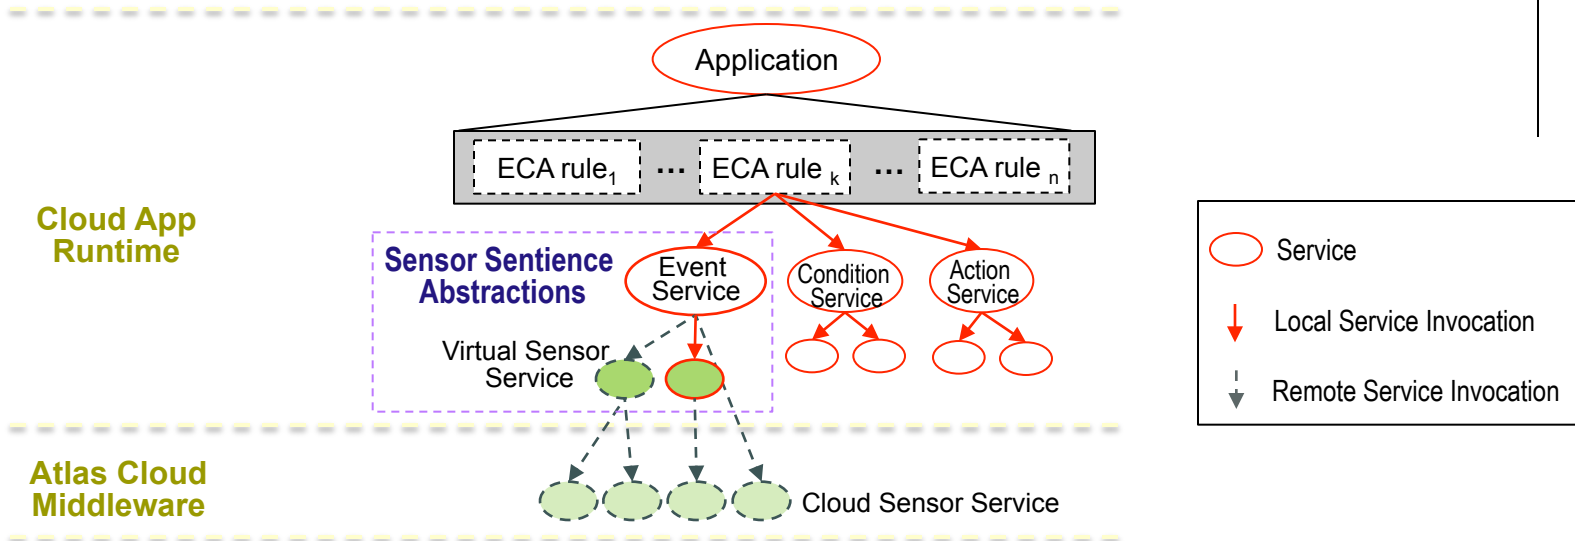 Application
ECA rule1 ... ECA rule k ... ECA rule n
Cloud App
Runtime
Sensor Sentience
Abstractions
Event
Service
Condition
Service
Action
Service
Virtual Sensor
Service
Service
Local Service Invocation
Remote Service Invocation
Atlas Cloud
Middleware
Cloud Sensor Service